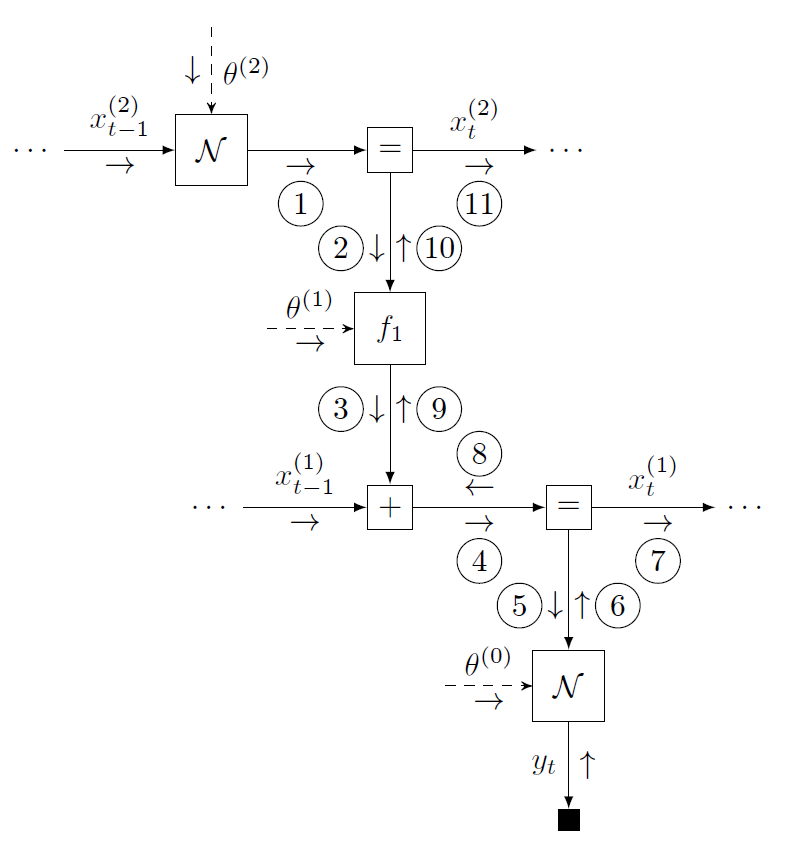 ↓ θ^{(2)}
x_{t-1}^{(2)} x_t^{(2)}
⋯ 𝒩 = ⋯
→ → →
① ⑪
② ↓ ↑ ⑩
θ^{(1)} f_1
→
③ ↓ ↑ ⑨
⑧
x_{t-1}^{(1)} ← x_t^{(1)}
⋯ + = ⋯
→ → →
④ ⑦
⑤ ↓ ↑ ⑥
θ^{(0)} 𝒩
→
y_t ↑